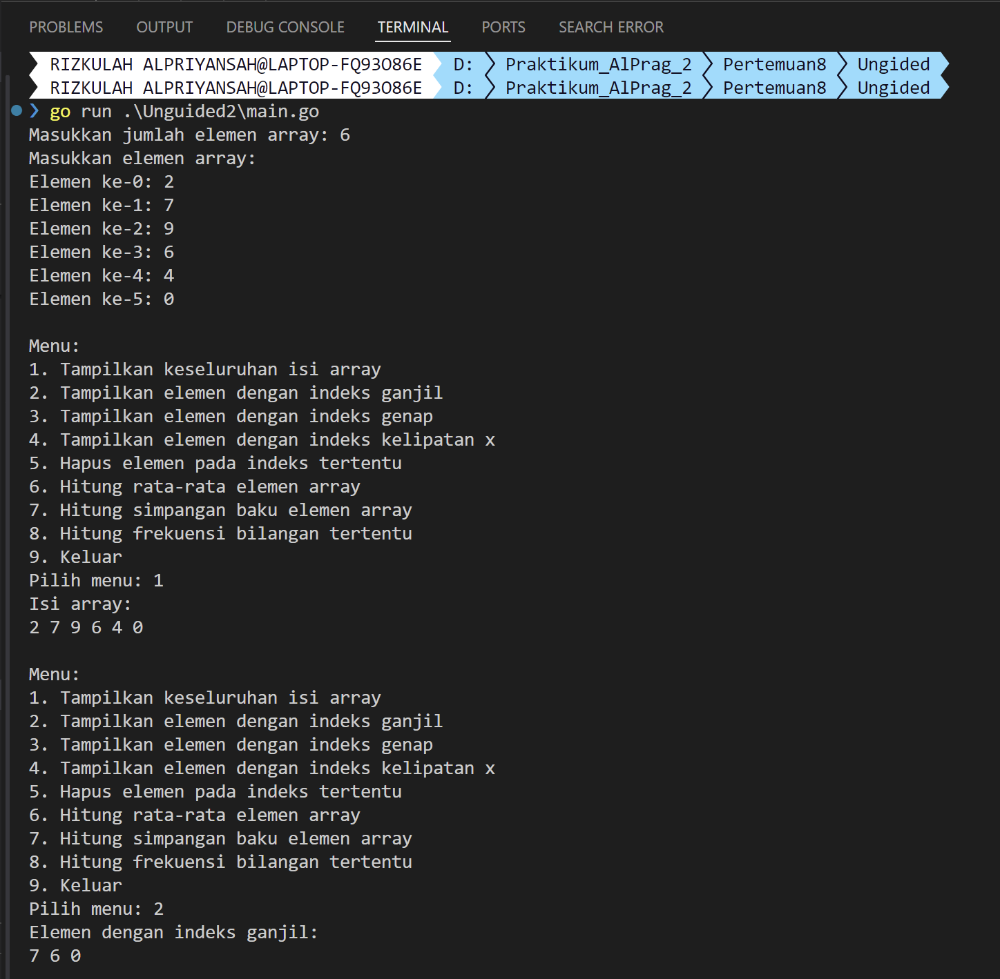 PROBLEMS OUTPUT DEBUG CONSOLE TERMINAL PORTS SEARCH ERROR
RIZKULAH ALPRIYANSAH@LAPTOP-FQ93O86E D: Praktikum_AlPrag_2 Pertemuan8 Ungided
RIZKULAH ALPRIYANSAH@LAPTOP-FQ93O86E D: Praktikum_AlPrag_2 Pertemuan8 Ungided
❯ go run .\Unguided2\main.go
Masukkan jumlah elemen array: 6
Masukkan elemen array:
Elemen ke-0: 2
Elemen ke-1: 7
Elemen ke-2: 9
Elemen ke-3: 6
Elemen ke-4: 4
Elemen ke-5: 0
Menu:
1. Tampilkan keseluruhan isi array
2. Tampilkan elemen dengan indeks ganjil
3. Tampilkan elemen dengan indeks genap
4. Tampilkan elemen dengan indeks kelipatan x
5. Hapus elemen pada indeks tertentu
6. Hitung rata-rata elemen array
7. Hitung simpangan baku elemen array
8. Hitung frekuensi bilangan tertentu
9. Keluar
Pilih menu: 1
Isi array:
2 7 9 6 4 0
Menu:
1. Tampilkan keseluruhan isi array
2. Tampilkan elemen dengan indeks ganjil
3. Tampilkan elemen dengan indeks genap
4. Tampilkan elemen dengan indeks kelipatan x
5. Hapus elemen pada indeks tertentu
6. Hitung rata-rata elemen array
7. Hitung simpangan baku elemen array
8. Hitung frekuensi bilangan tertentu
9. Keluar
Pilih menu: 2
Elemen dengan indeks ganjil:
7 6 0